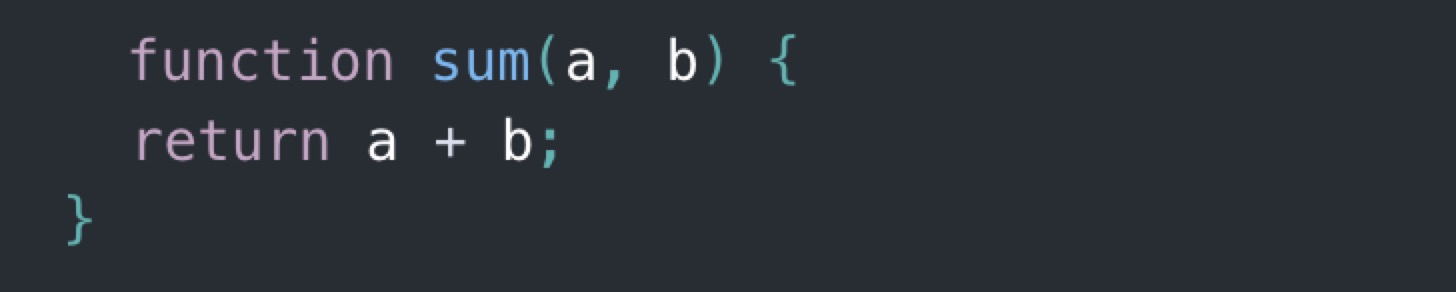 function sum(a, b) {
  return a + b;
}